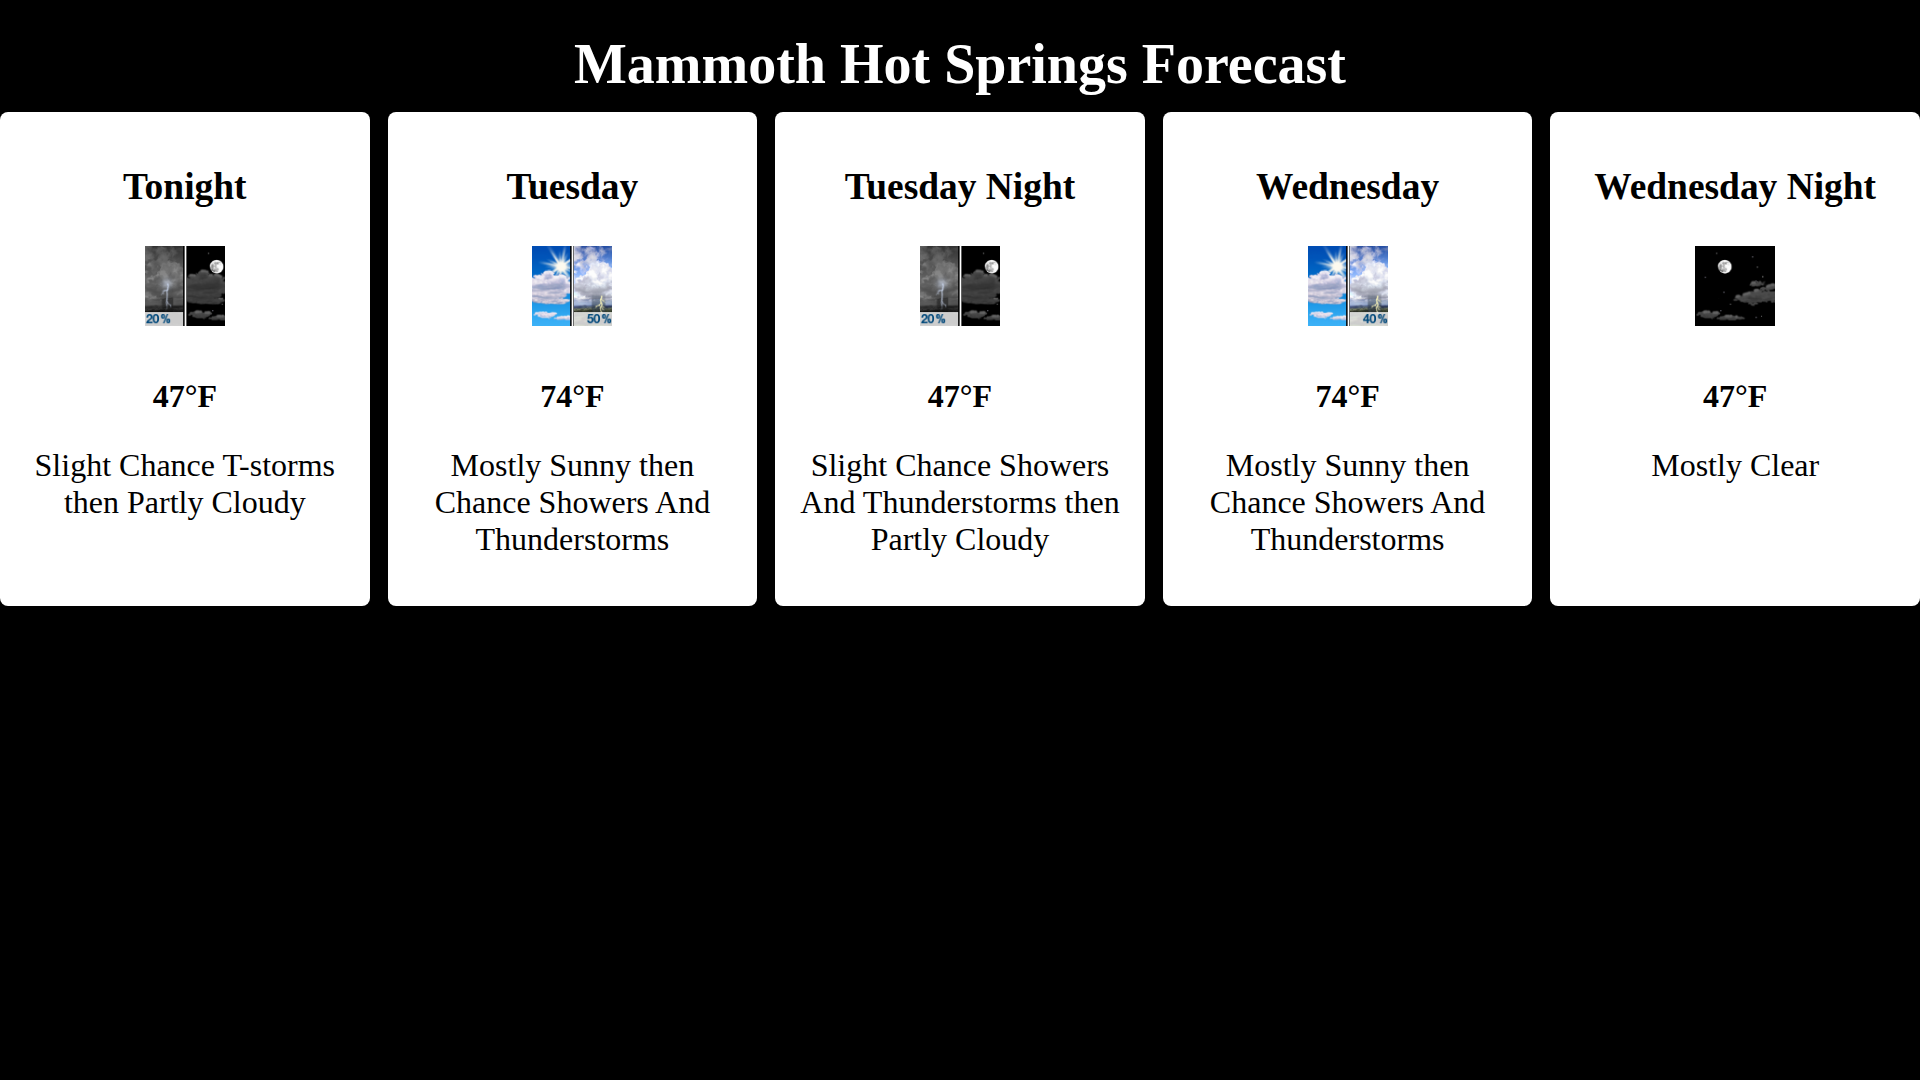 Mammoth Hot Springs Forecast
Tonight
20%
47°F
Slight Chance T-storms
then Partly Cloudy
Tuesday
50%
74°F
Mostly Sunny then
Chance Showers And
Thunderstorms
Tuesday Night
20%
47°F
Slight Chance Showers
And Thunderstorms then
Partly Cloudy
Wednesday
40%
74°F
Mostly Sunny then
Chance Showers And
Thunderstorms
Wednesday Night
47°F
Mostly Clear